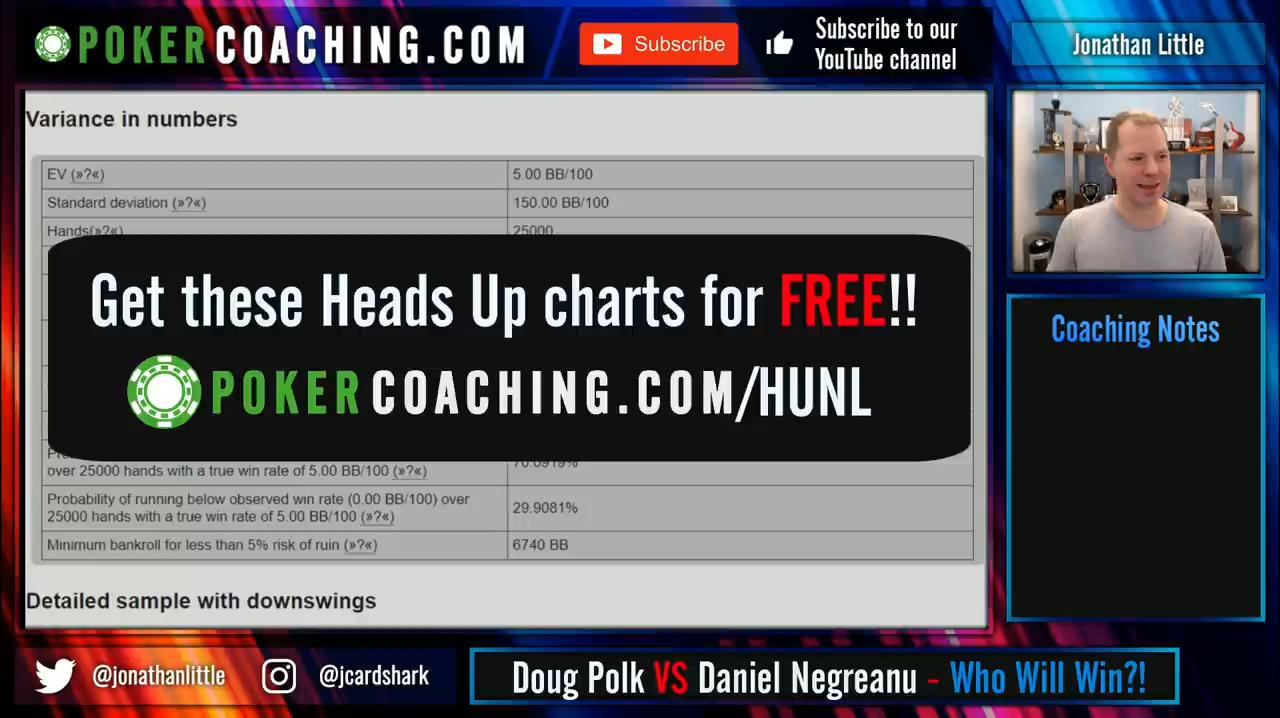 POKERCOACHING.COM
Subscribe
Subscribe to our
YouTube channel
Jonathan Little
Variance in numbers
EV (»?«) 5.00 BB/100
Standard deviation (»?«) 150.00 BB/100
Hands(»?«) 25000
Get these Heads Up charts for FREE!!
POKERCOACHING.COM/HUNL
over 25000 hands with a true win rate of 5.00 BB/100 (»?«) 70.0919%
Probability of running below observed win rate (0.00 BB/100) over
25000 hands with a true win rate of 5.00 BB/100 (»?«) 29.9081%
Minimum bankroll for less than 5% risk of ruin (»?«) 6740 BB
Detailed sample with downswings
Coaching Notes
@jonathanlittle
@jcardshark
Doug Polk VS Daniel Negreanu - Who Will Win?!